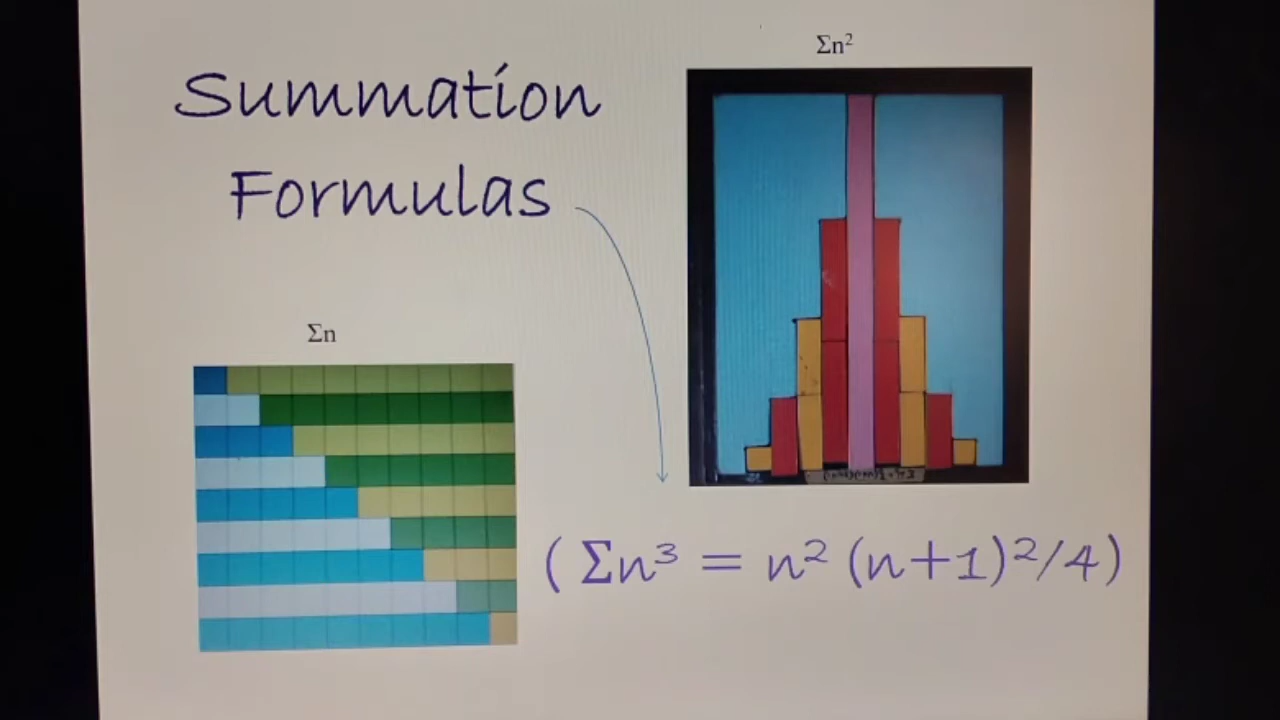 Σn²
Summation
Formulas
Σn
( Σn³ = n² (n+1)²/4)